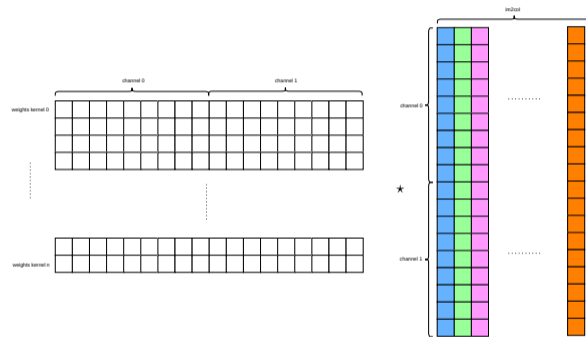 im2col
channel 0
channel 1
weights kernel 0
channel 0
channel 1
weights kernel n